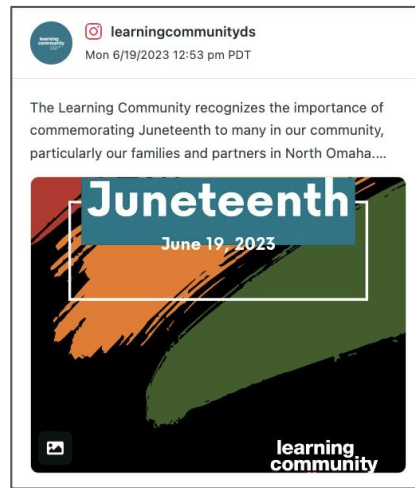 learningcommunityds
Mon 6/19/2023 12:53 pm PDT
The Learning Community recognizes the importance of
commemorating Juneteenth to many in our community,
particularly our families and partners in North Omaha....
Juneteenth
June 19, 2023
learning
community